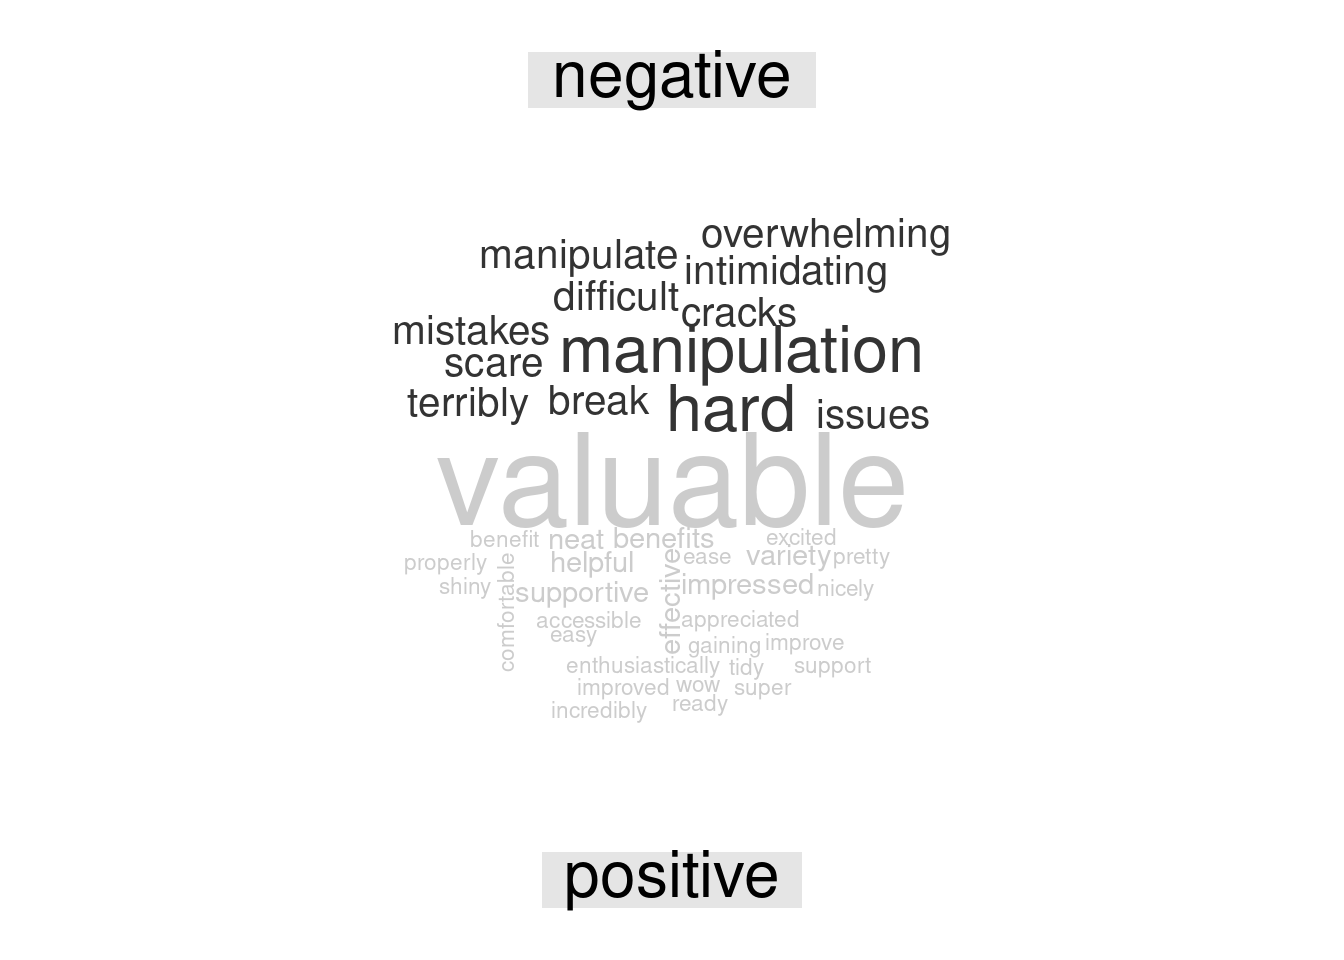 negative
overwhelming
manipulate
intimidating
difficult
cracks
mistakes
manipulation
scare
terribly
break
hard
issues
valuable
benefit
neat
benefits
excited
properly
comfortable
helpful
effective
ease
variety
pretty
shiny
supportive
impressed
nicely
accessible
appreciated
easy
gaining
improve
enthusiastically
tidy
support
improved
wow
super
incredibly
ready
positive